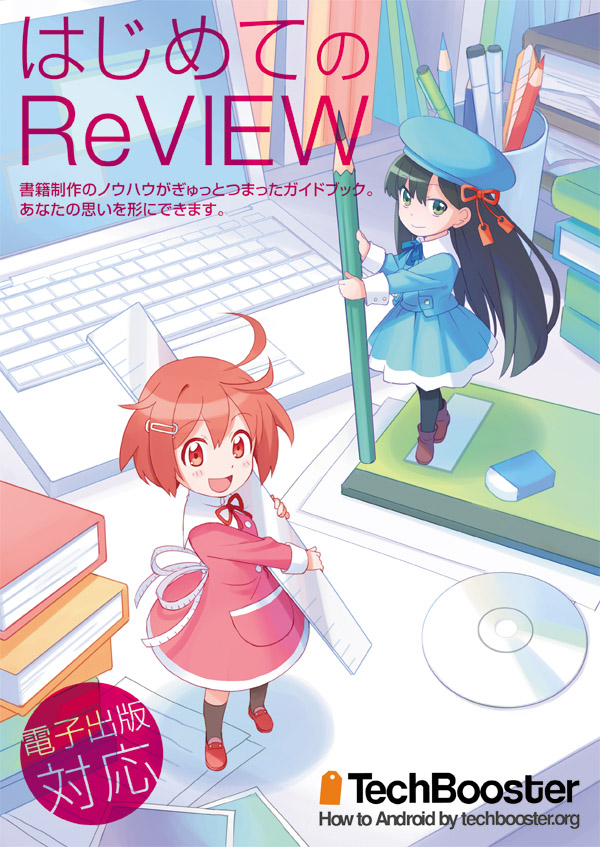 はじめての
ReVIEW
書籍制作のノウハウがぎゅっとつまったガイドブック。
あなたの思いを形にできます。
電子出版
対応
TechBooster
How to Android by techbooster.org